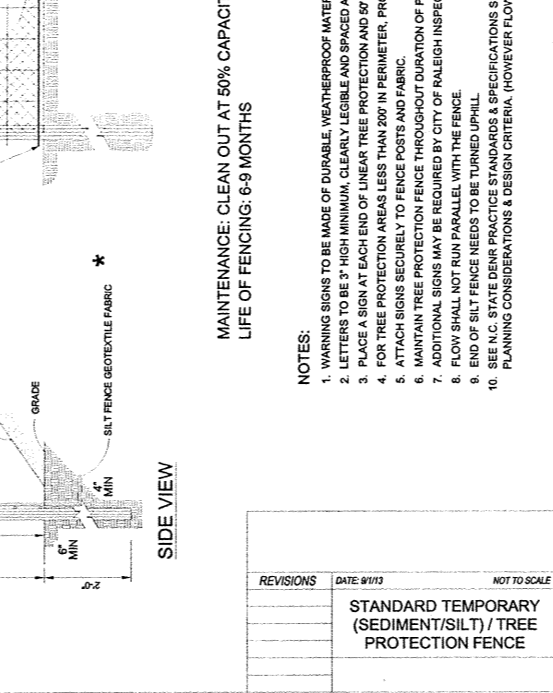 MAINTENANCE: CLEAN OUT AT 50% CAPACIT
LIFE OF FENCING: 6-9 MONTHS
NOTES:
1. WARNING SIGNS TO BE MADE OF DURABLE, WEATHERPROOF MATER
2. LETTERS TO BE 3" HIGH MINIMUM, CLEARLY LEGIBLE AND SPACED A
3. PLACE A SIGN AT EACH END OF LINEAR TREE PROTECTION AND 50'
4. FOR TREE PROTECTION AREAS LESS THAN 200' IN PERIMETER, PRO
5. ATTACH SIGNS SECURELY TO FENCE POSTS AND FABRIC.
6. MAINTAIN TREE PROTECTION FENCE THROUGHOUT DURATION OF P
7. ADDITIONAL SIGNS MAY BE REQUIRED BY CITY OF RALEIGH INSPEC
8. FLOW SHALL NOT RUN PARALLEL WITH THE FENCE.
9. END OF SILT FENCE NEEDS TO BE TURNED UPHILL.
10. SEE N.C. STATE DENR PRACTICE STANDARDS & SPECIFICATIONS S
PLANNING CONSIDERATIONS & DESIGN CRITERIA. (HOWEVER FLOW
GRADE
SILT FENCE GEOTEXTILE FABRIC
*
4"
MIN
6"
MIN
2'-0"
SIDE VIEW
REVISIONS
DATE: 9/1/13
NOT TO SCALE
STANDARD TEMPORARY
(SEDIMENT/SILT) / TREE
PROTECTION FENCE